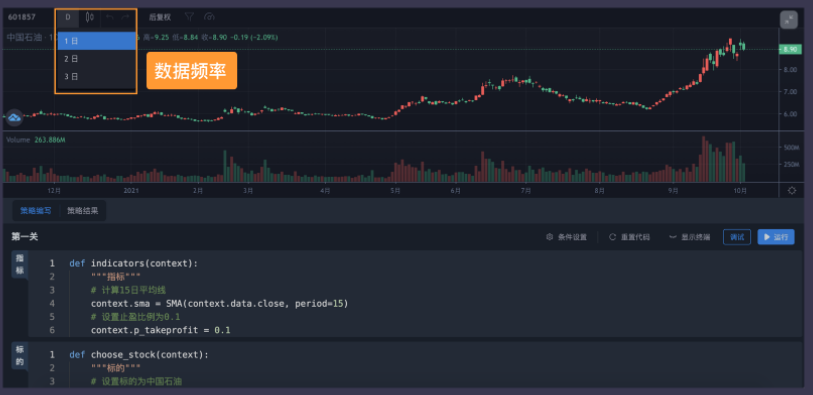 601857 D 后复权
中国石油 · 1 高-9.25 低-8.84 收-8.90 -0.19 (-2.09%)
1 日
2 日
3 日
数据频率
8.90
8.00
7.00
6.00
Volume 263.886M
500M
250M
12月 2021 2月 3月 4月 5月 6月 7月 8月 9月 10月
策略编写 策略结果
第一关 条件设置 重置代码 显示终端 调试 运行
指标
1 def indicators(context):
2 """指标"""
3 # 计算15日平均线
4 context.sma = SMA(context.data.close, period=15)
5 # 设置止盈比例为0.1
6 context.p_takeprofit = 0.1
标的
1 def choose_stock(context):
2 """标的"""
3 # 设置标的为中国石油